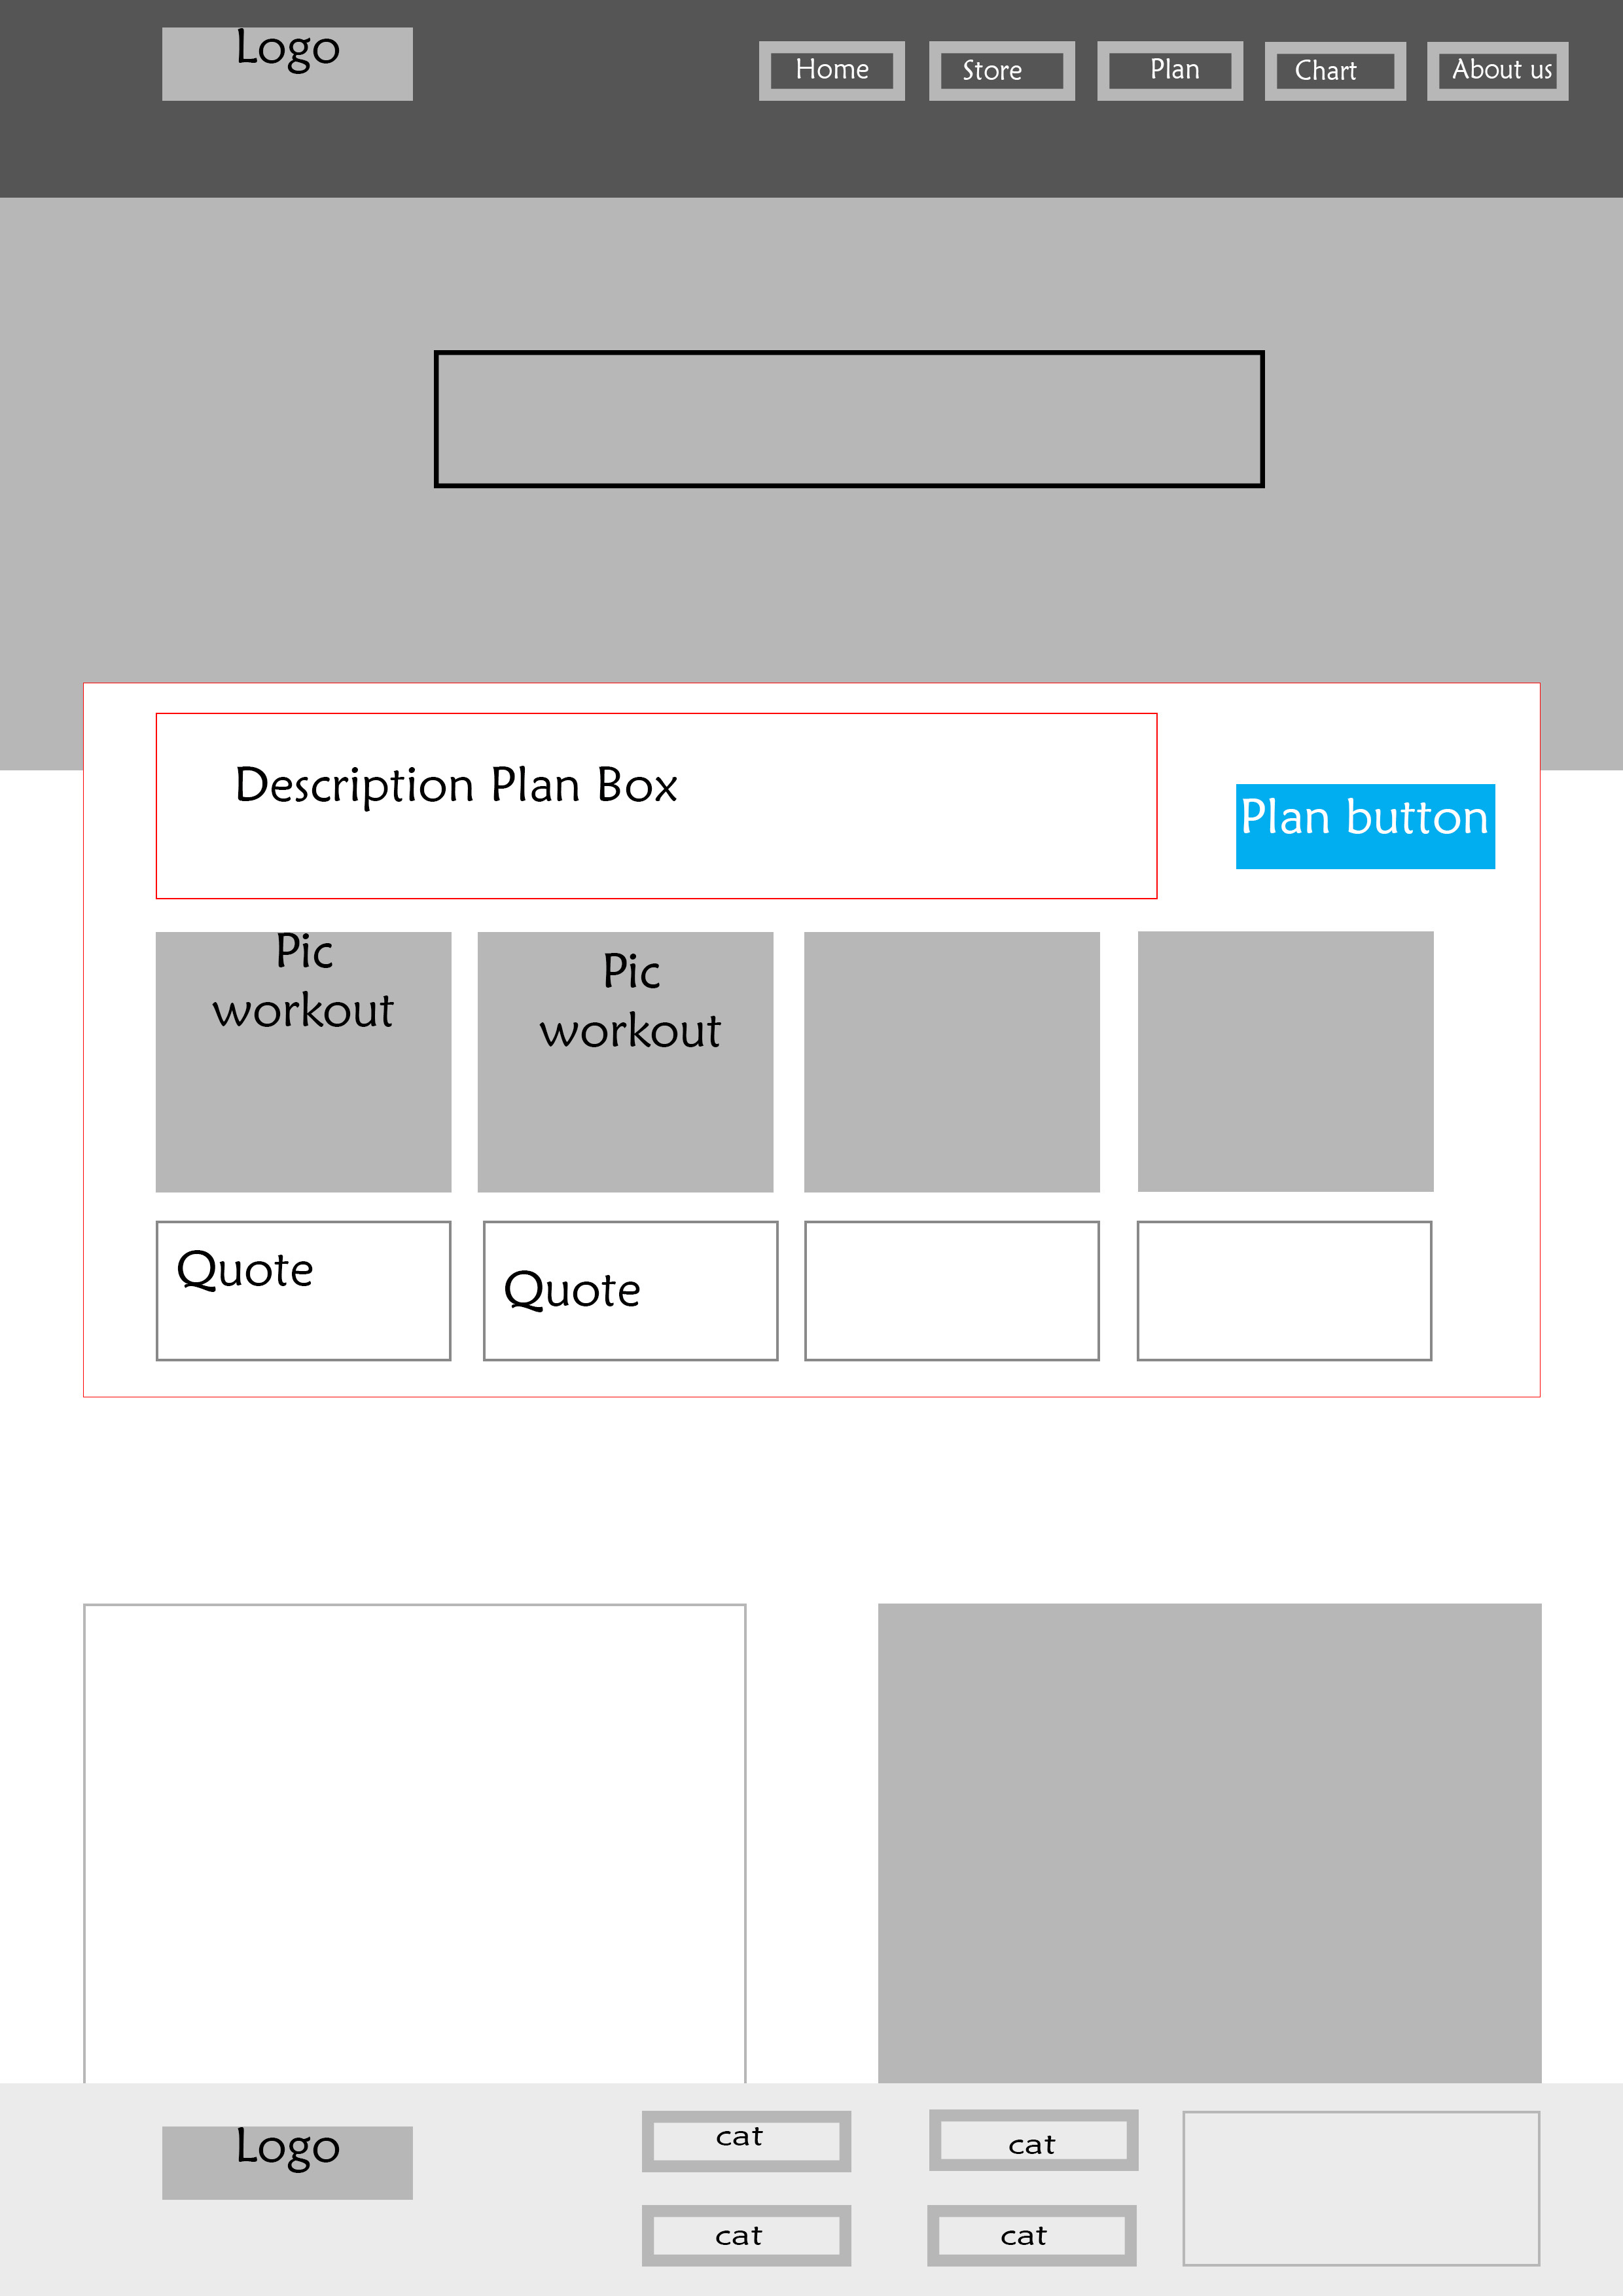 Logo
Home
Store
Plan
Chart
About us
Description Plan Box
Plan button
Pic
workout
Pic
workout
Quote
Quote
Logo
cat
cat
cat
cat